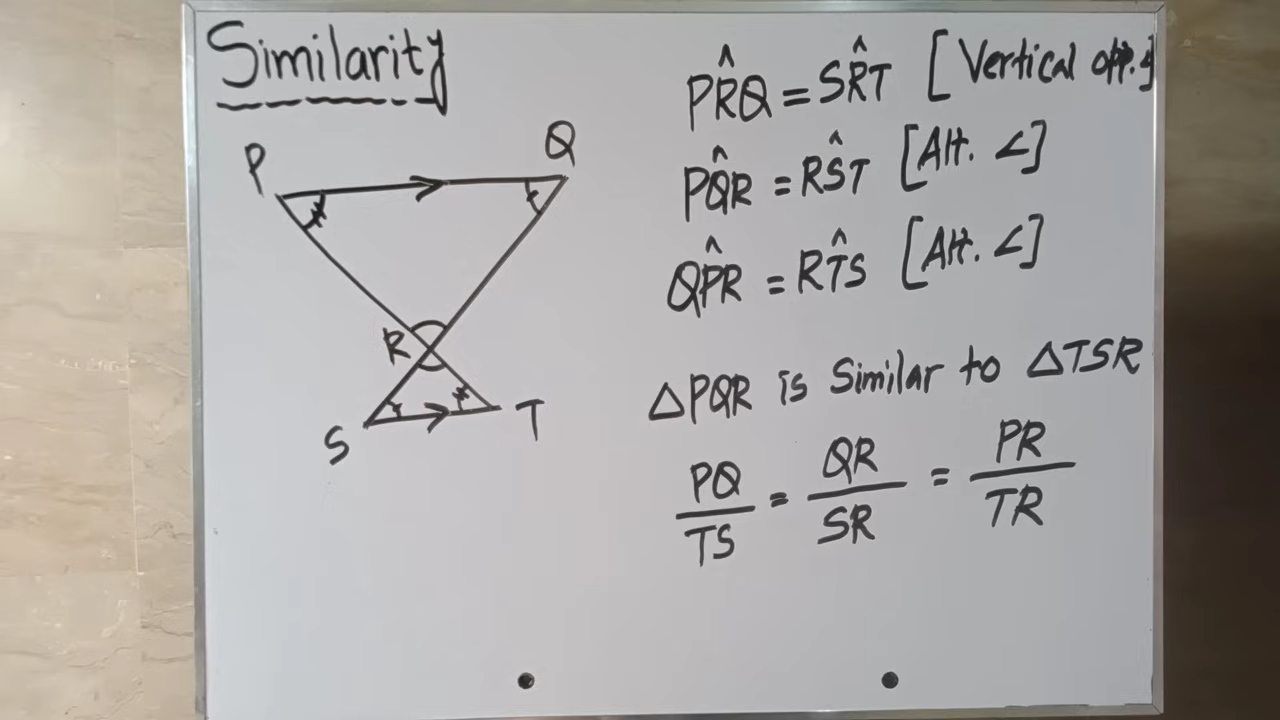 Similarity
P
Q
R
S
T
PR̂Q = SR̂T [Vertical opp.
PQ̂R = RŜT [Alt. ∠]
QP̂R = RT̂S [Alt. ∠]
△PQR is Similar to △TSR
PQ/TS = QR/SR = PR/TR